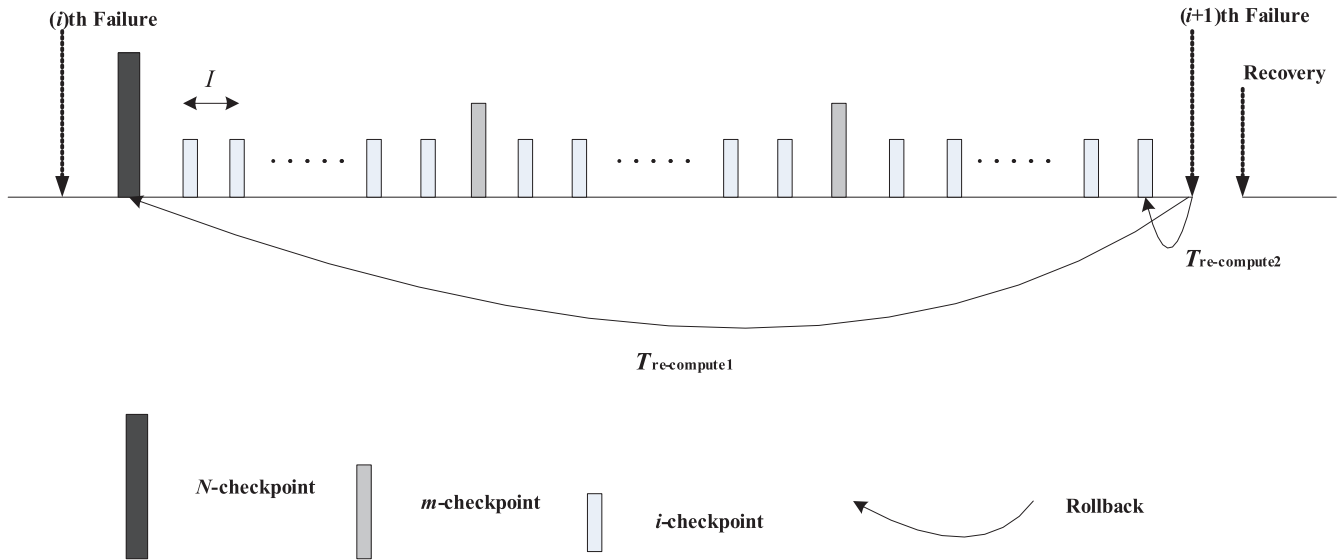 (i)th Failure
(i+1)th Failure
Recovery
I
. . . . .
. . . . .
. . . . .
Tre-compute2
Tre-compute1
N-checkpoint
m-checkpoint
i-checkpoint
Rollback